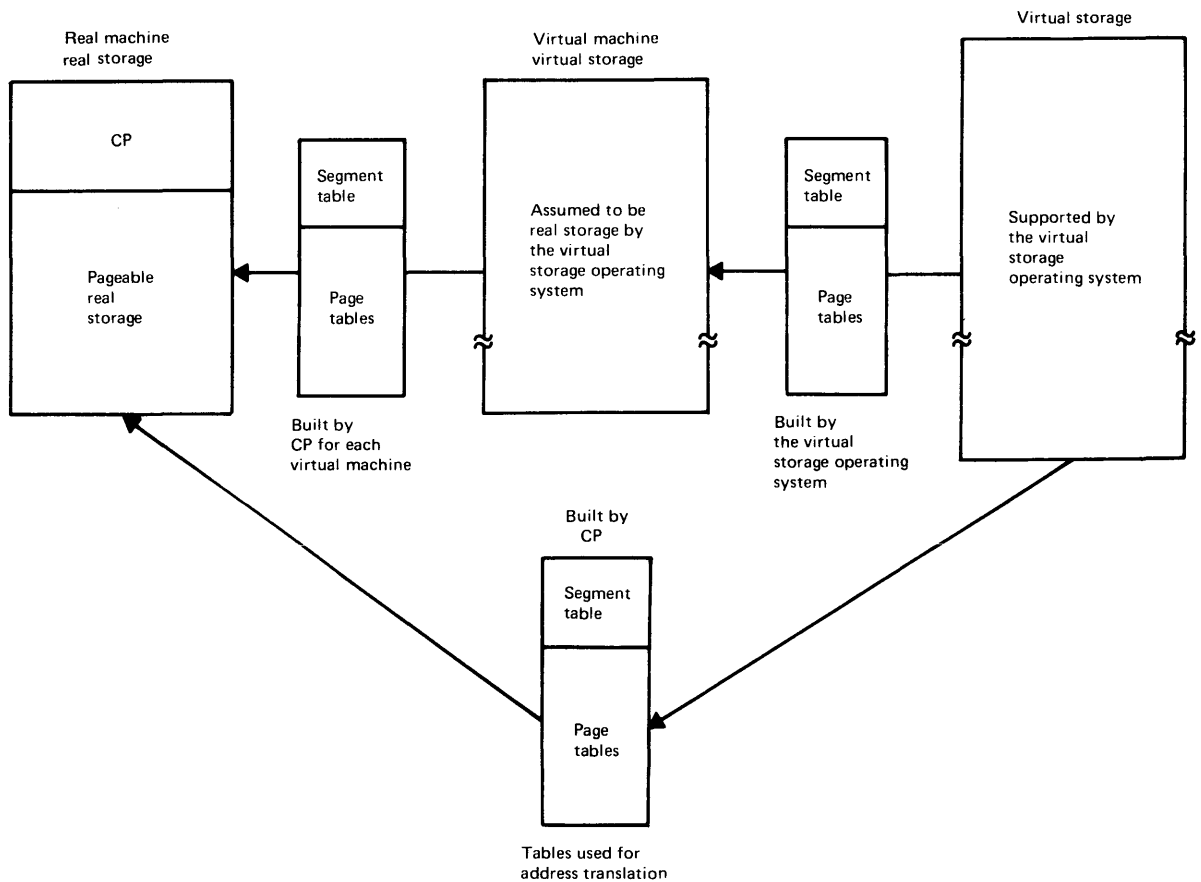 Real machine
real storage
CP
Pageable
real
storage
Segment
table
Page
tables
Built by
CP for each
virtual machine
Virtual machine
virtual storage
Assumed to be
real storage by
the virtual
storage operating
system
Segment
table
Page
tables
Built by
the virtual
storage operating
system
Virtual storage
Supported by
the virtual
storage
operating system
Built by
CP
Segment
table
Page
tables
Tables used for
address translation